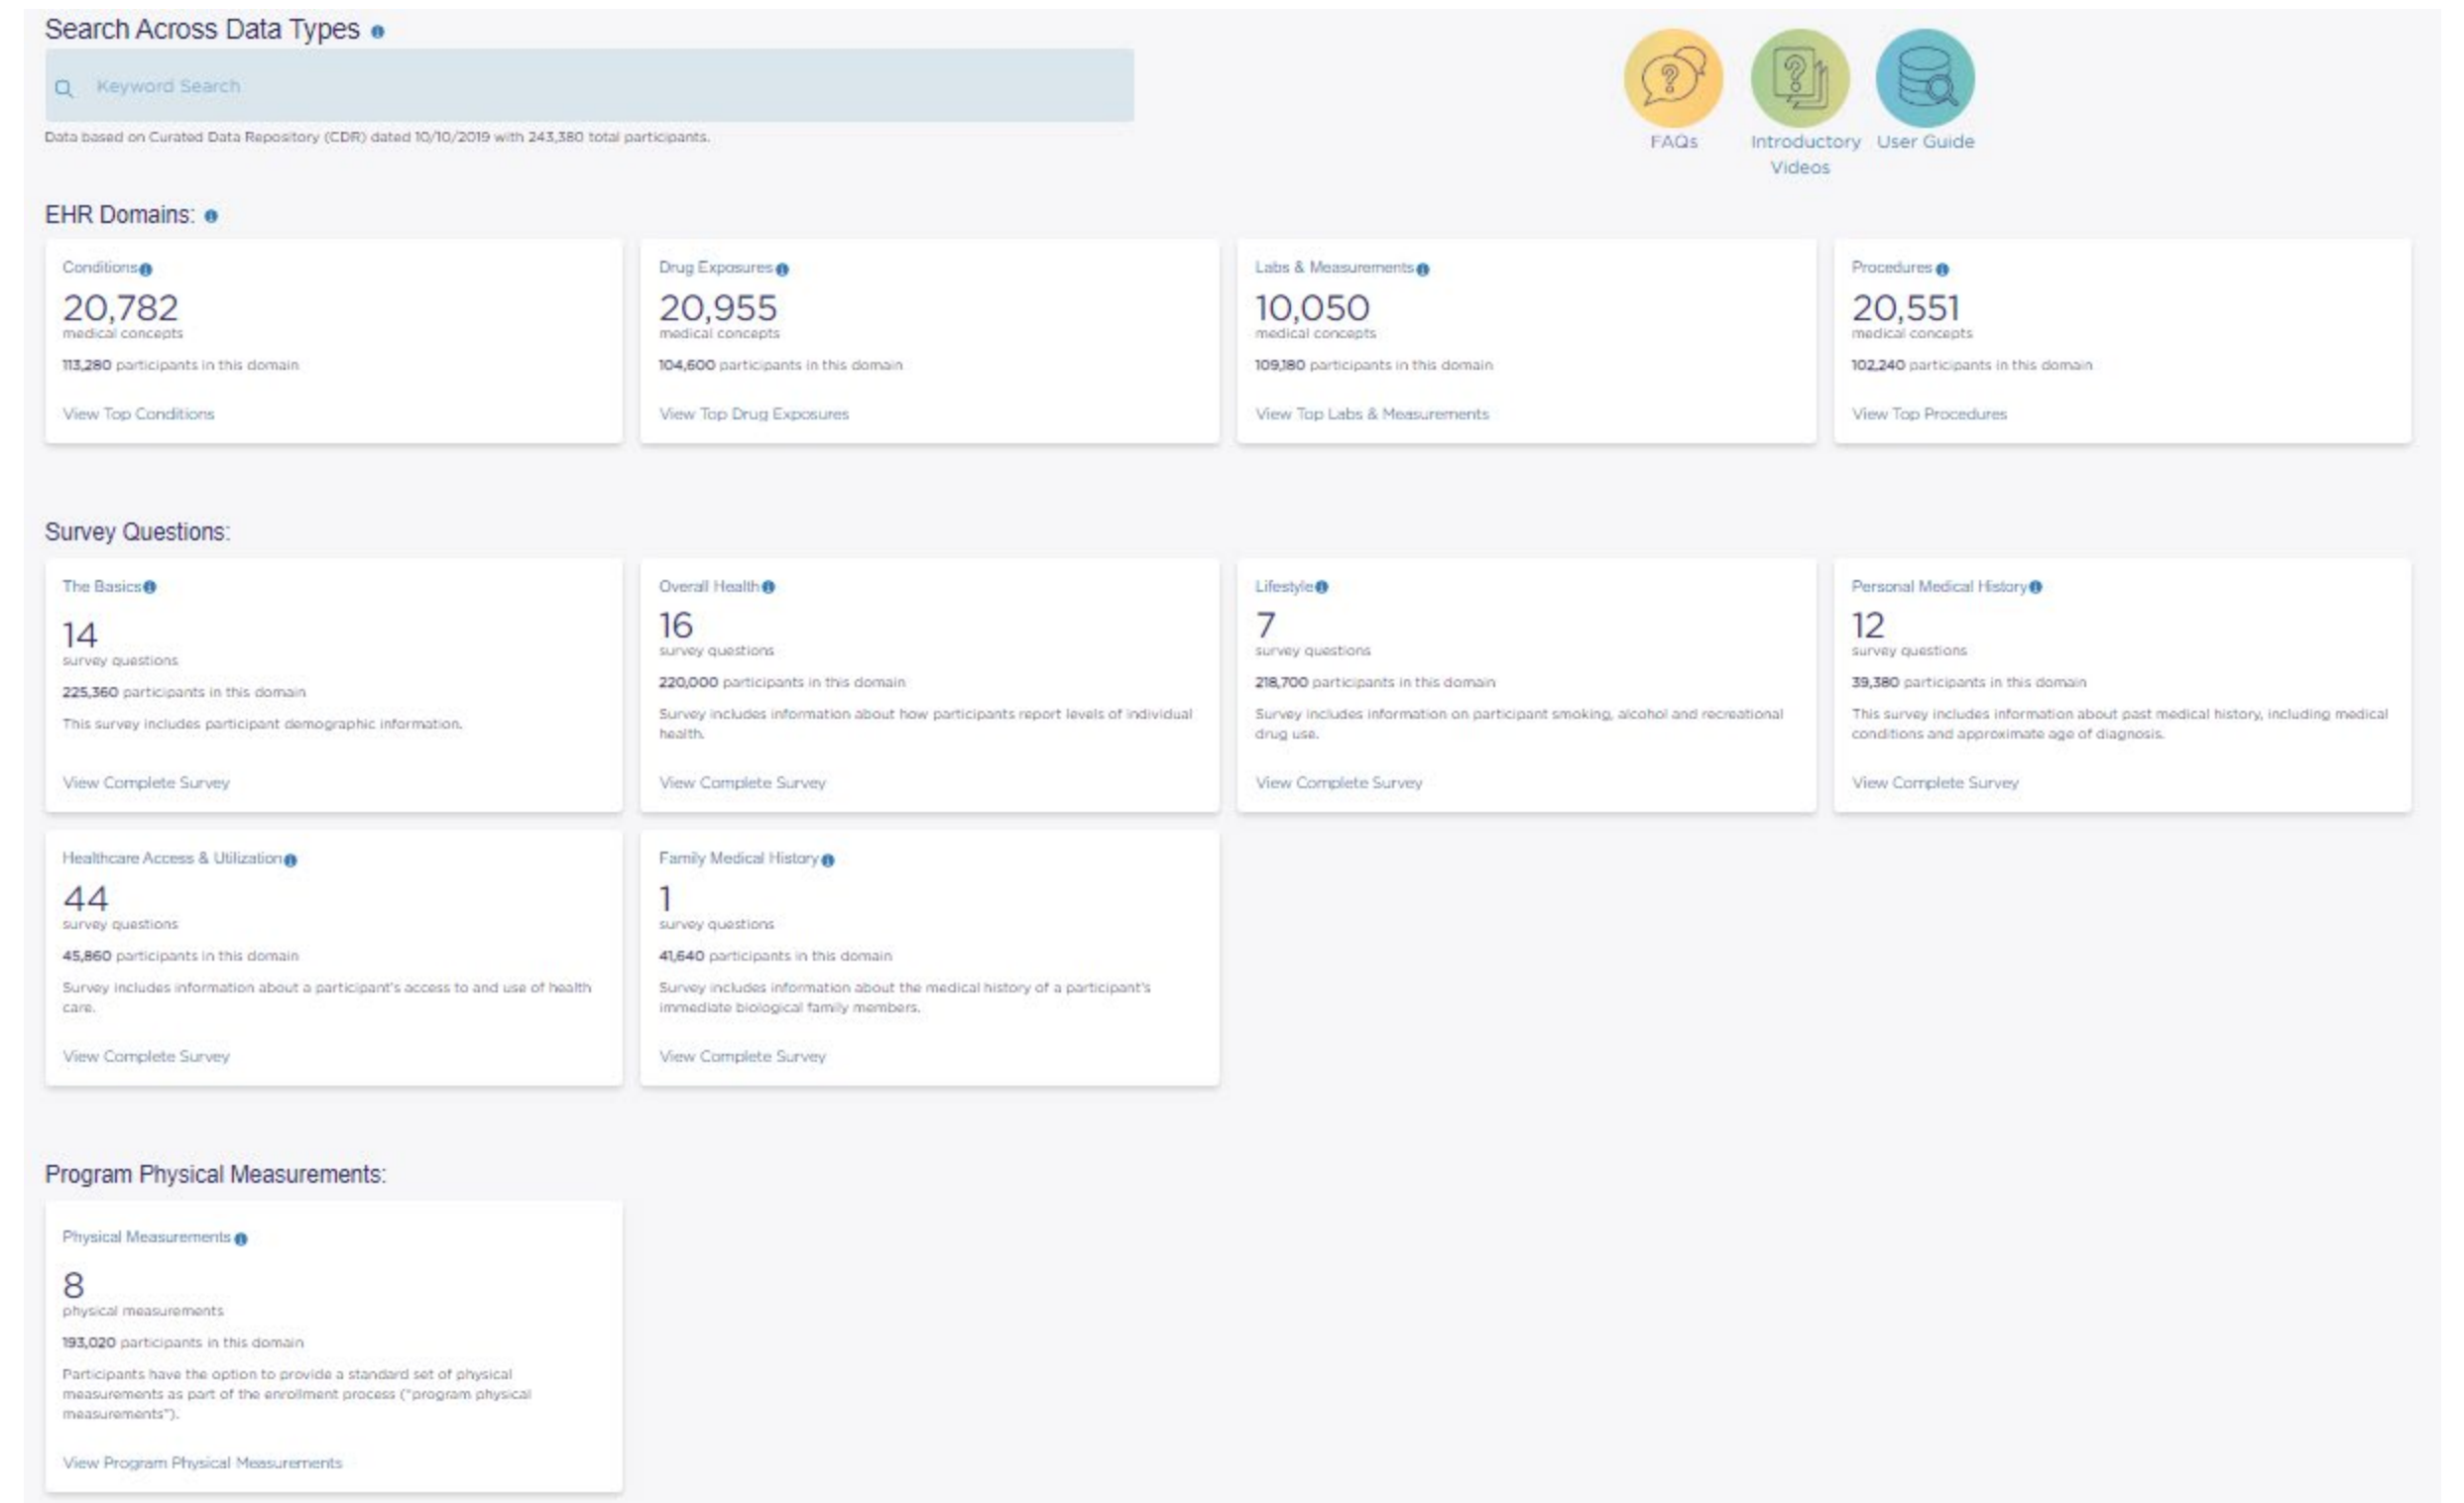 Search Across Data Types
Keyword Search
Data based on Curated Data Repository (CDR) dated 10/10/2019 with 243,380 total participants.
FAQs
Introductory
Videos
User Guide
EHR Domains:
Conditions
20,782
medical concepts
113,280 participants in this domain
View Top Conditions
Drug Exposures
20,955
medical concepts
104,600 participants in this domain
View Top Drug Exposures
Labs & Measurements
10,050
medical concepts
109,180 participants in this domain
View Top Labs & Measurements
Procedures
20,551
medical concepts
102,240 participants in this domain
View Top Procedures
Survey Questions:
The Basics
14
survey questions
225,360 participants in this domain
This survey includes participant demographic information.
View Complete Survey
Overall Health
16
survey questions
220,000 participants in this domain
Survey includes information about how participants report levels of individual
health.
View Complete Survey
Lifestyle
7
survey questions
218,700 participants in this domain
Survey includes information on participant smoking, alcohol and recreational
drug use.
View Complete Survey
Personal Medical History
12
survey questions
39,380 participants in this domain
This survey includes information about past medical history, including medical
conditions and approximate age of diagnosis.
View Complete Survey
Healthcare Access & Utilization
44
survey questions
45,860 participants in this domain
Survey includes information about a participant's access to and use of health
care.
View Complete Survey
Family Medical History
1
survey questions
41,640 participants in this domain
Survey includes information about the medical history of a participant's
immediate biological family members.
View Complete Survey
Program Physical Measurements:
Physical Measurements
8
physical measurements
193,020 participants in this domain
Participants have the option to provide a standard set of physical
measurements as part of the enrollment process ("program physical
measurements").
View Program Physical Measurements